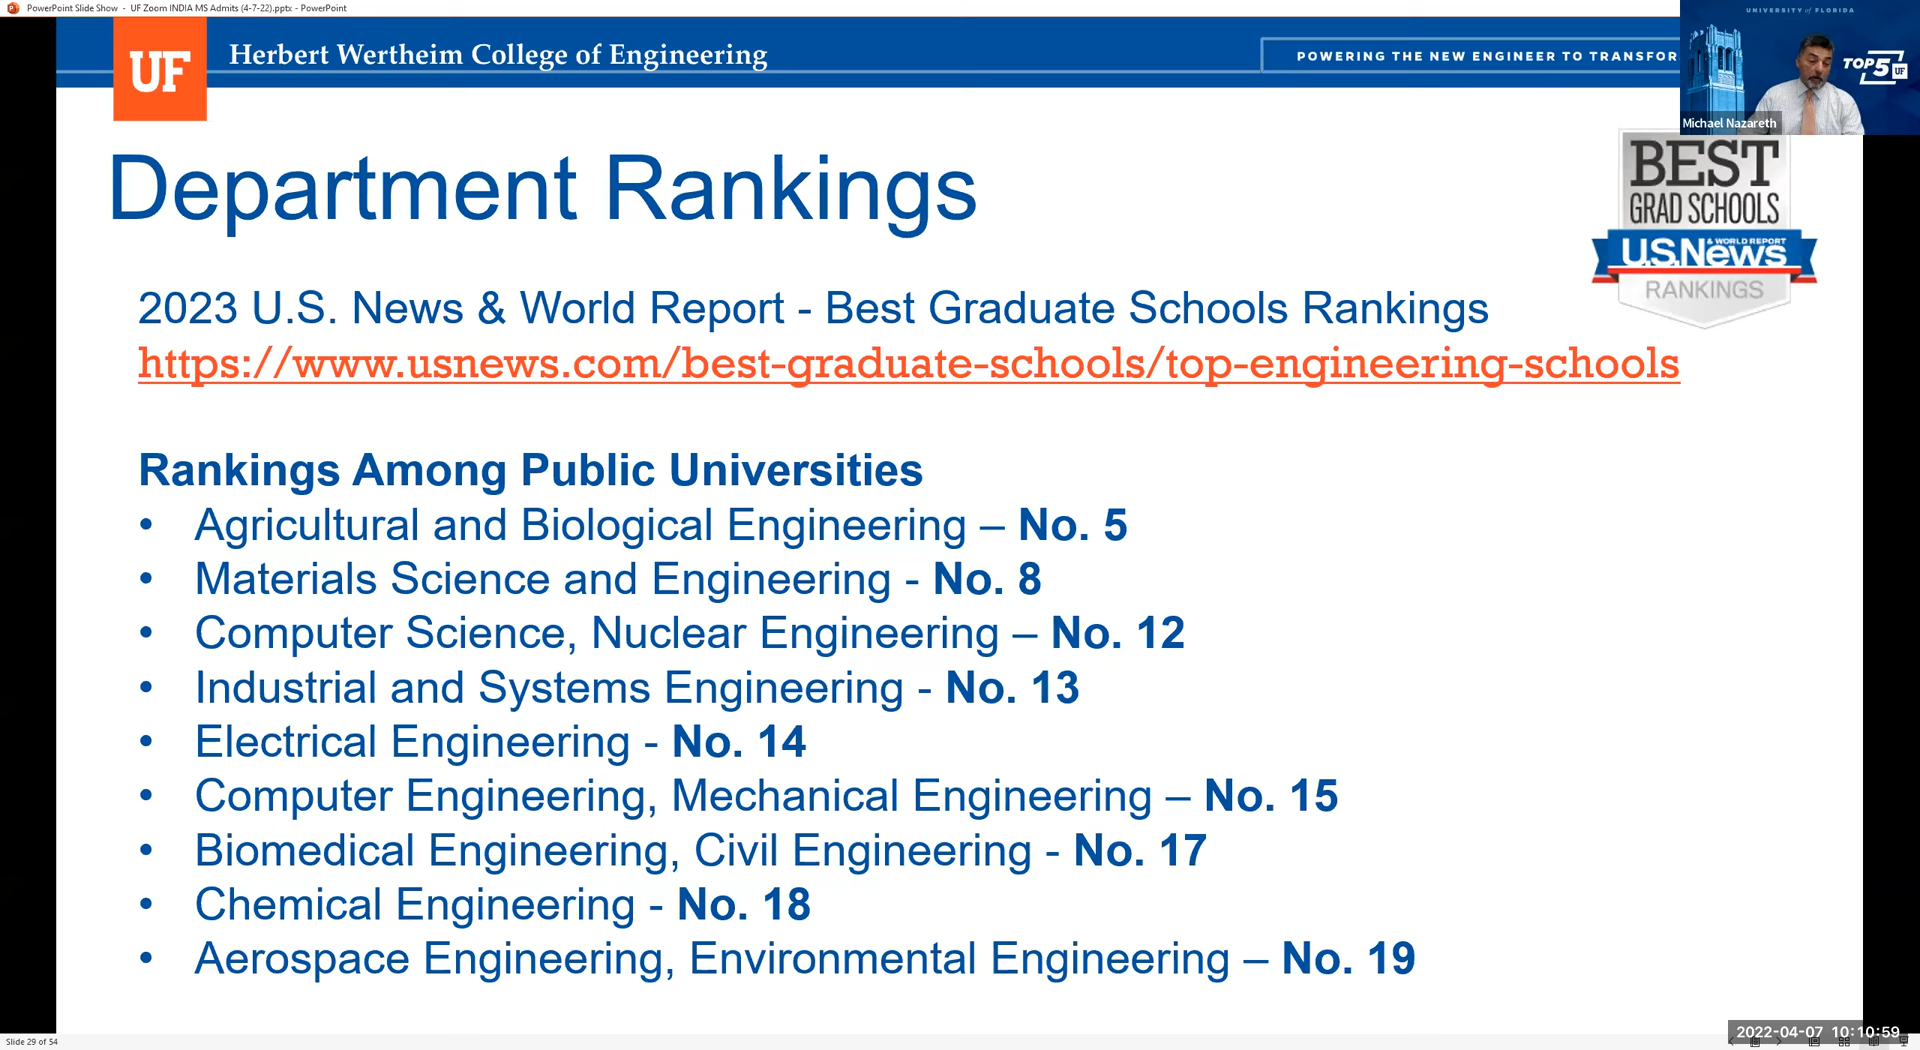 PowerPoint Slide Show - UF Zoom INDIA MS Admits (4-7-22).pptx - PowerPoint
UNIVERSITY of FLORIDA
UF
Herbert Wertheim College of Engineering
POWERING THE NEW ENGINEER TO TRANSFOR
TOP 5 UF
Michael Nazareth
Department Rankings
BEST
GRAD SCHOOLS
U.S.News & WORLD REPORT
RANKINGS
2023 U.S. News & World Report - Best Graduate Schools Rankings
https://www.usnews.com/best-graduate-schools/top-engineering-schools
Rankings Among Public Universities
• Agricultural and Biological Engineering – No. 5
• Materials Science and Engineering - No. 8
• Computer Science, Nuclear Engineering – No. 12
• Industrial and Systems Engineering - No. 13
• Electrical Engineering - No. 14
• Computer Engineering, Mechanical Engineering – No. 15
• Biomedical Engineering, Civil Engineering - No. 17
• Chemical Engineering - No. 18
• Aerospace Engineering, Environmental Engineering – No. 19
Slide 29 of 54
2022-04-07 10:10:59